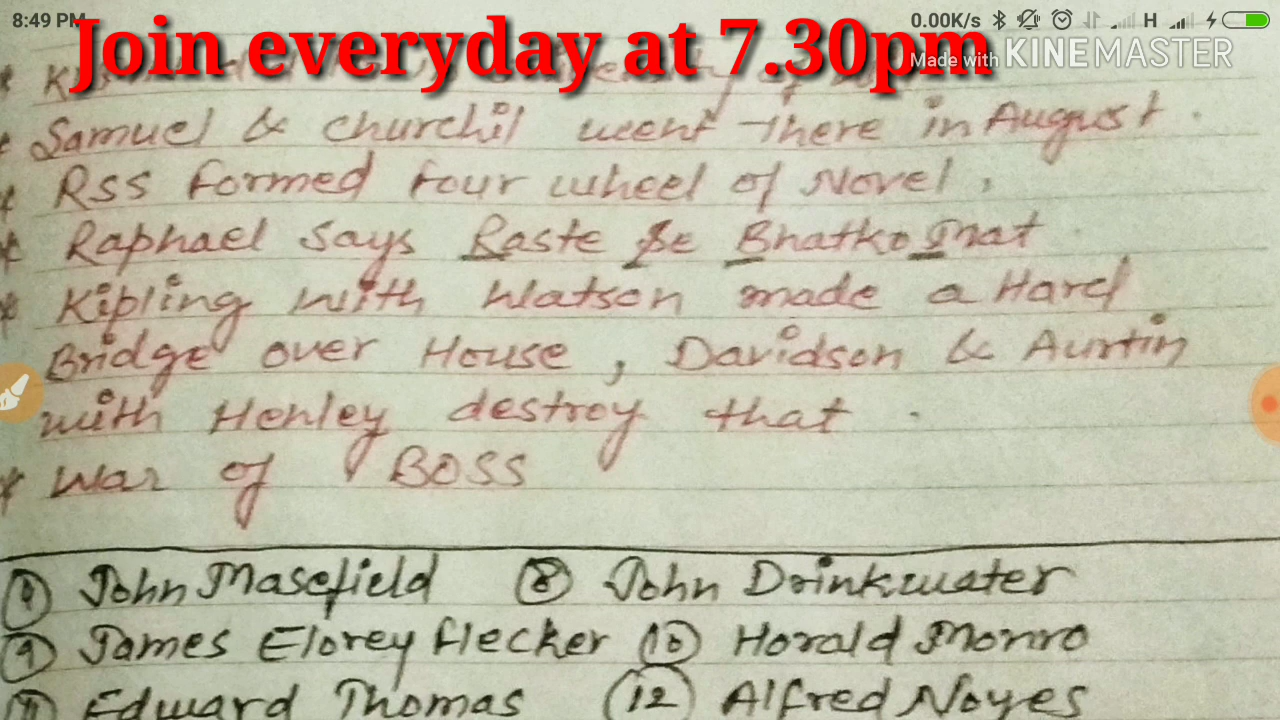 8:49 PM 0.00K/s H
Join everyday at 7.30pm
Made with KINEMASTER
Samuel & churchil went there in August.
RSS formed four wheel of Novel,
Raphael says Raste Se Bhatko Mat
Kipling with Watson made a Hard
Bridge over House, Davidson & Aurtin
with Henley destroy that.
War of BOSS
John Masefield 8 John Drinkwater
9 James Elorey flecker 10 Horald Monro
Edward Thomas 12 Alfred Noyes